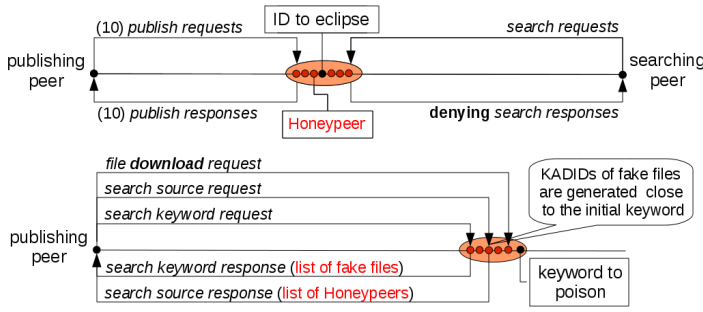 ID to eclipse
(10) publish requests
search requests
publishing
peer
searching
peer
(10) publish responses
Honeypeer
denying search responses
file download request
search source request
search keyword request
KADIDs of fake files
are generated close
to the initial keyword
publishing
peer
search keyword response (list of fake files)
search source response (list of Honeypeers)
keyword to
poison